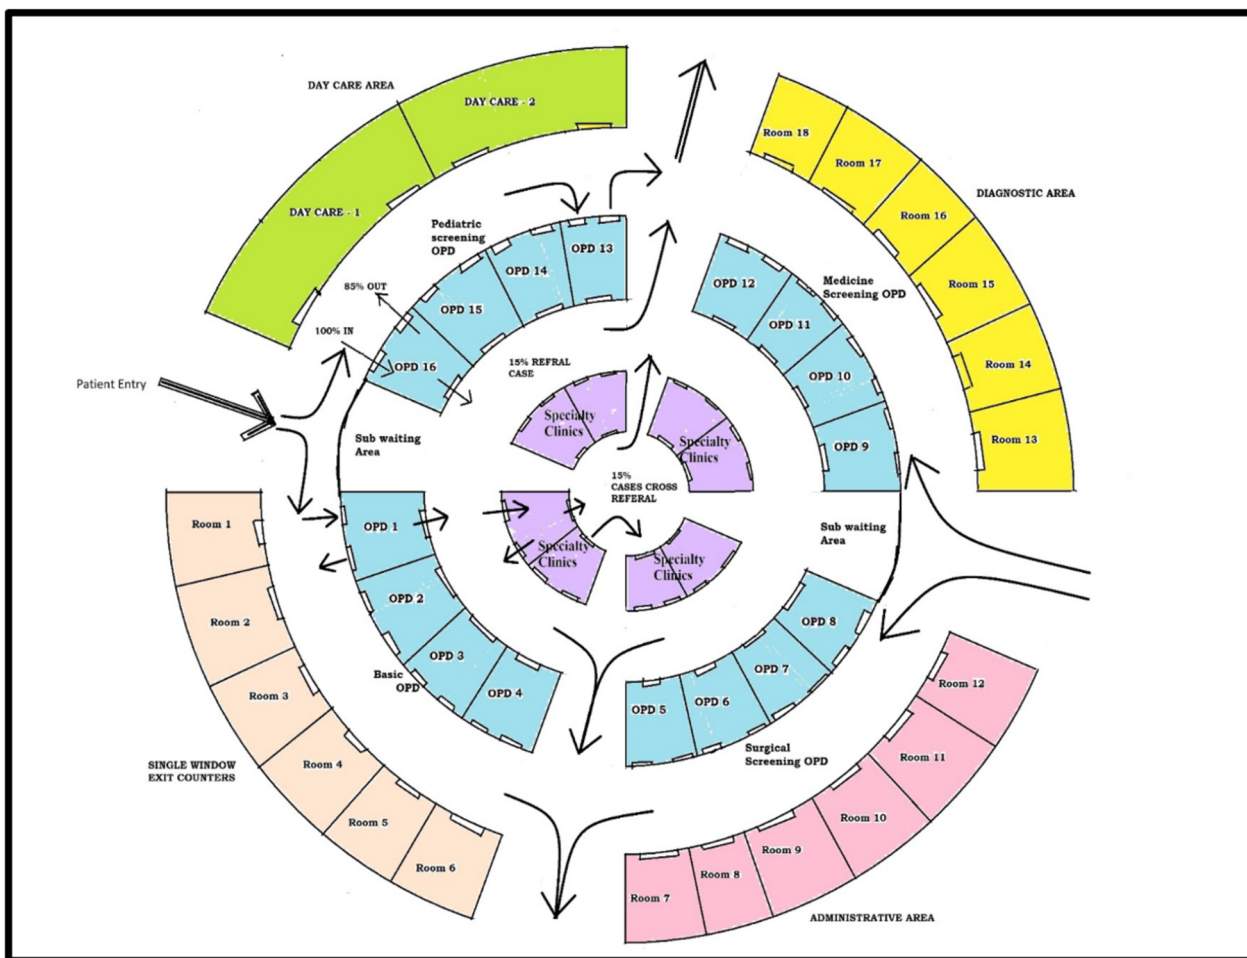 DAY CARE AREA
DAY CARE - 2
DAY CARE - 1
Room 18
Room 17
Room 16
Room 15
Room 14
Room 13
DIAGNOSTIC AREA
Pediatric
screening
OPD
OPD 13
OPD 14
OPD 15
OPD 16
85% OUT
100% IN
Patient Entry
OPD 12
OPD 11
OPD 10
OPD 9
Medicine
Screening OPD
15% REFRAL
CASE
Specialty
Clinics
Specialty
Clinics
Sub waiting
Area
15%
CASES CROSS
REFERAL
Sub waiting
Area
Specialty
Clinics
Specialty
Clinics
Room 1
Room 2
Room 3
Room 4
Room 5
Room 6
SINGLE WINDOW
EXIT COUNTERS
OPD 1
OPD 2
OPD 3
OPD 4
Basic
OPD
OPD 8
OPD 7
OPD 6
OPD 5
Surgical
Screening OPD
Room 12
Room 11
Room 10
Room 9
Room 8
Room 7
ADMINISTRATIVE AREA